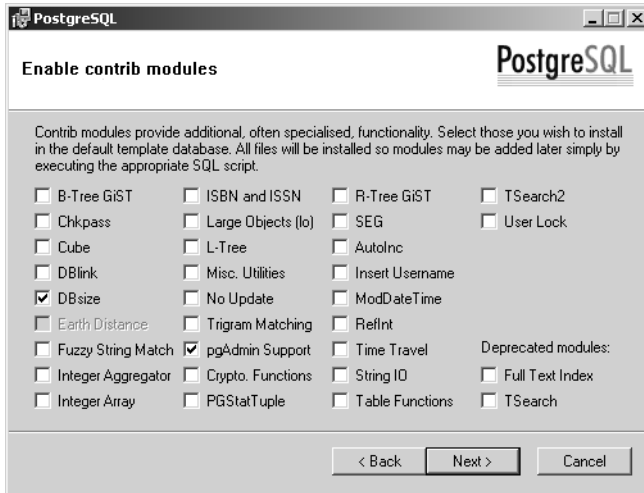 PostgreSQL
Enable contrib modules
PostgreSQL
Contrib modules provide additional, often specialised, functionality. Select those you wish to install
in the default template database. All files will be installed so modules may be added later simply by
executing the appropriate SQL script.
B-Tree GiST
ISBN and ISSN
R-Tree GiST
TSearch2
Chkpass
Large Objects (lo)
SEG
User Lock
Cube
L-Tree
AutoInc
DBlink
Misc. Utilities
Insert Username
DBsize
No Update
ModDateTime
Earth Distance
Trigram Matching
RefInt
Fuzzy String Match
pgAdmin Support
Time Travel
Deprecated modules:
Integer Aggregator
Crypto. Functions
String IO
Full Text Index
Integer Array
PGStatTuple
Table Functions
TSearch
< Back
Next >
Cancel